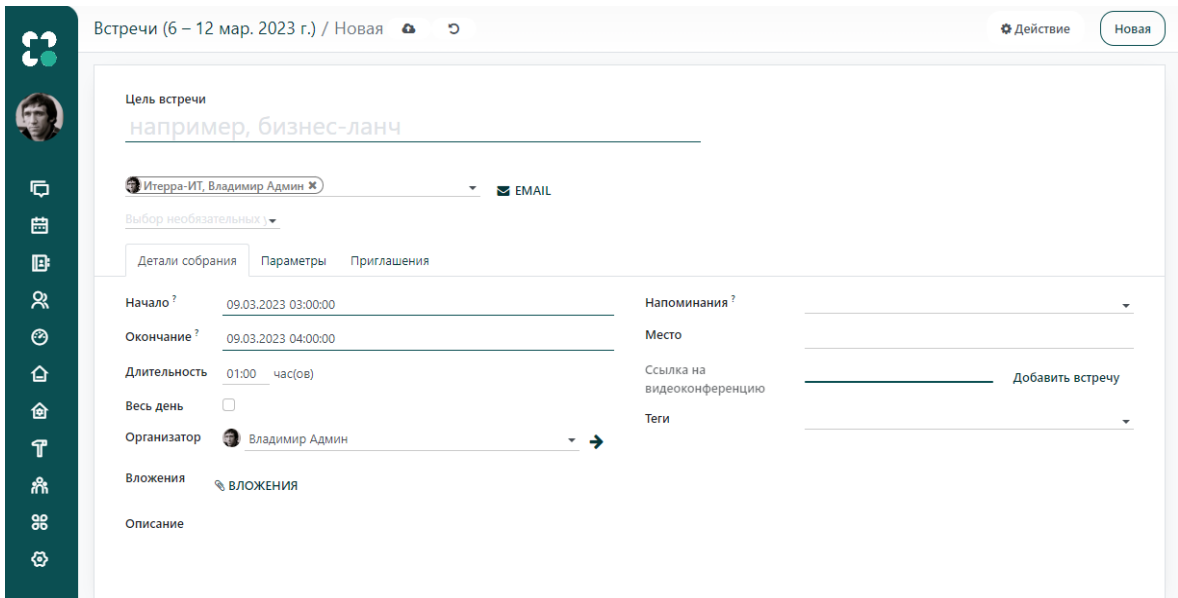 Встречи (6 – 12 мар. 2023 г.) / Новая
Действие
Новая
Цель встречи
например, бизнес-ланч
Итерра-ИТ, Владимир Админ ×
EMAIL
Выбор необязательных
Детали собрания Параметры Приглашения
Начало ? 09.03.2023 03:00:00
Окончание ? 09.03.2023 04:00:00
Длительность 01:00 час(ов)
Весь день
Организатор Владимир Админ
Вложения ВЛОЖЕНИЯ
Описание
Напоминания ?
Место
Ссылка на
видеоконференцию
Добавить встречу
Теги